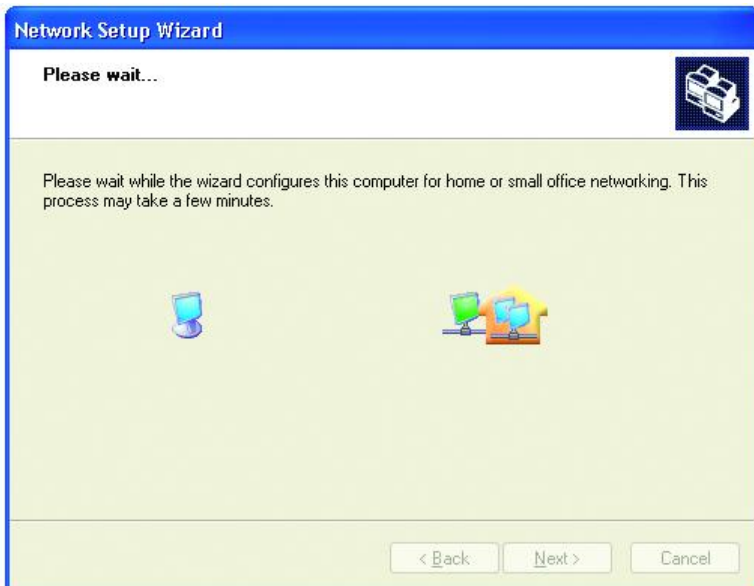 Network Setup Wizard
Please wait...
Please wait while the wizard configures this computer for home or small office networking. This
process may take a few minutes.
< Back Next > Cancel